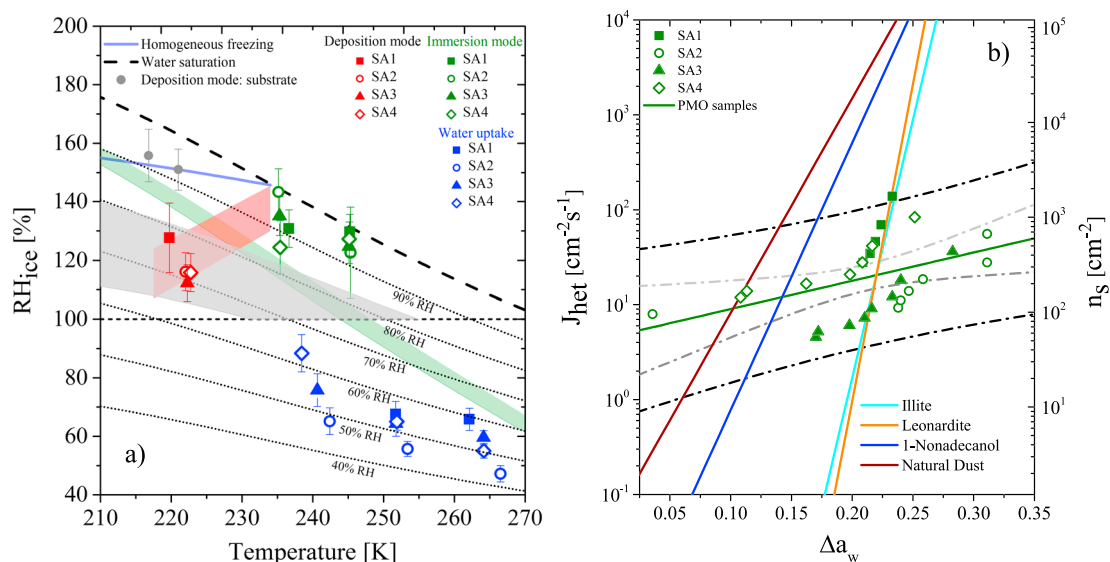 200
180
160
140
120
100
80
60
40
RH_ice [%]
210 220 230 240 250 260 270
Temperature [K]
a)
Homogeneous freezing
Water saturation
Deposition mode: substrate
Deposition mode
SA1
SA2
SA3
SA4
Immersion mode
SA1
SA2
SA3
SA4
Water uptake
SA1
SA2
SA3
SA4
90% RH
80% RH
70% RH
60% RH
50% RH
40% RH
b)
10^4
10^3
10^2
10^1
10^0
10^-1
J_het [cm^-2 s^-1]
0.05 0.10 0.15 0.20 0.25 0.30 0.35
Δa_w
10^5
10^4
10^3
10^2
10^1
n_s [cm^-2]
SA1
SA2
SA3
SA4
PMO samples
Illite
Leonardite
1-Nonadecanol
Natural Dust